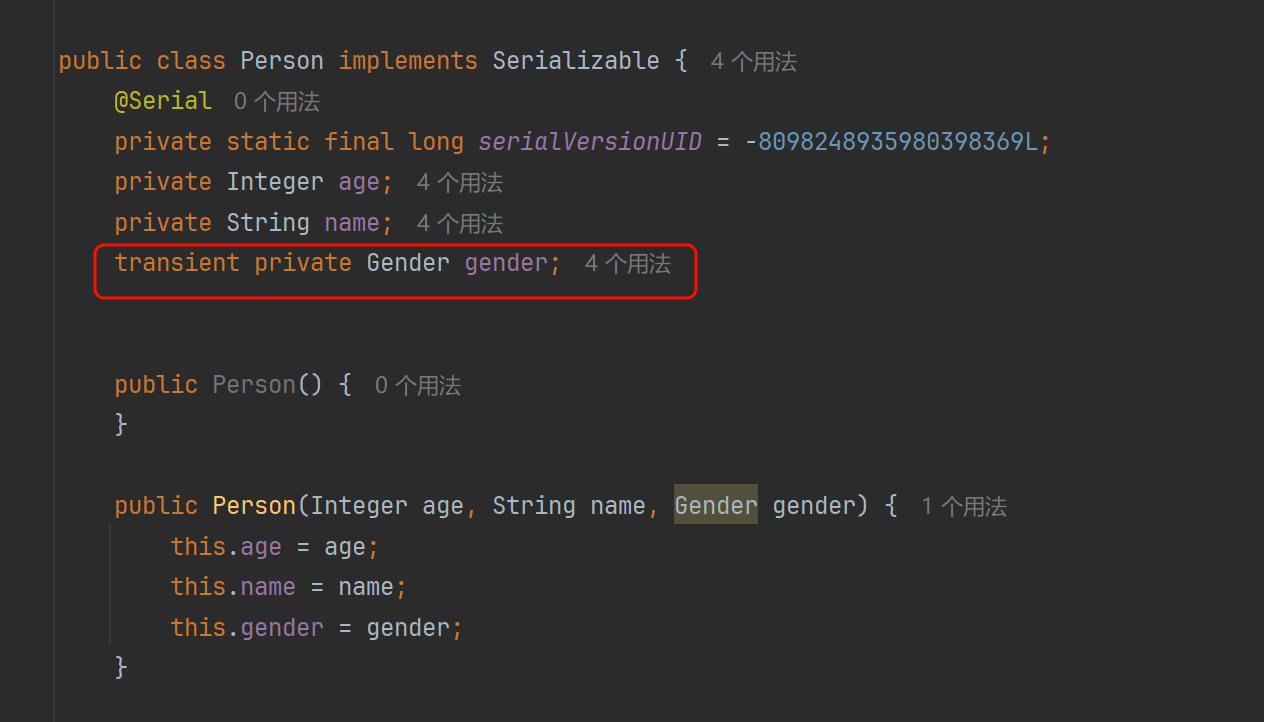 public class Person implements Serializable { 4 个用法
@Serial 0 个用法
private static final long serialVersionUID = -8098248935980398369L;
private Integer age; 4 个用法
private String name; 4 个用法
transient private Gender gender; 4 个用法
public Person() { 0 个用法
}
public Person(Integer age, String name, Gender gender) { 1 个用法
this.age = age;
this.name = name;
this.gender = gender;
}